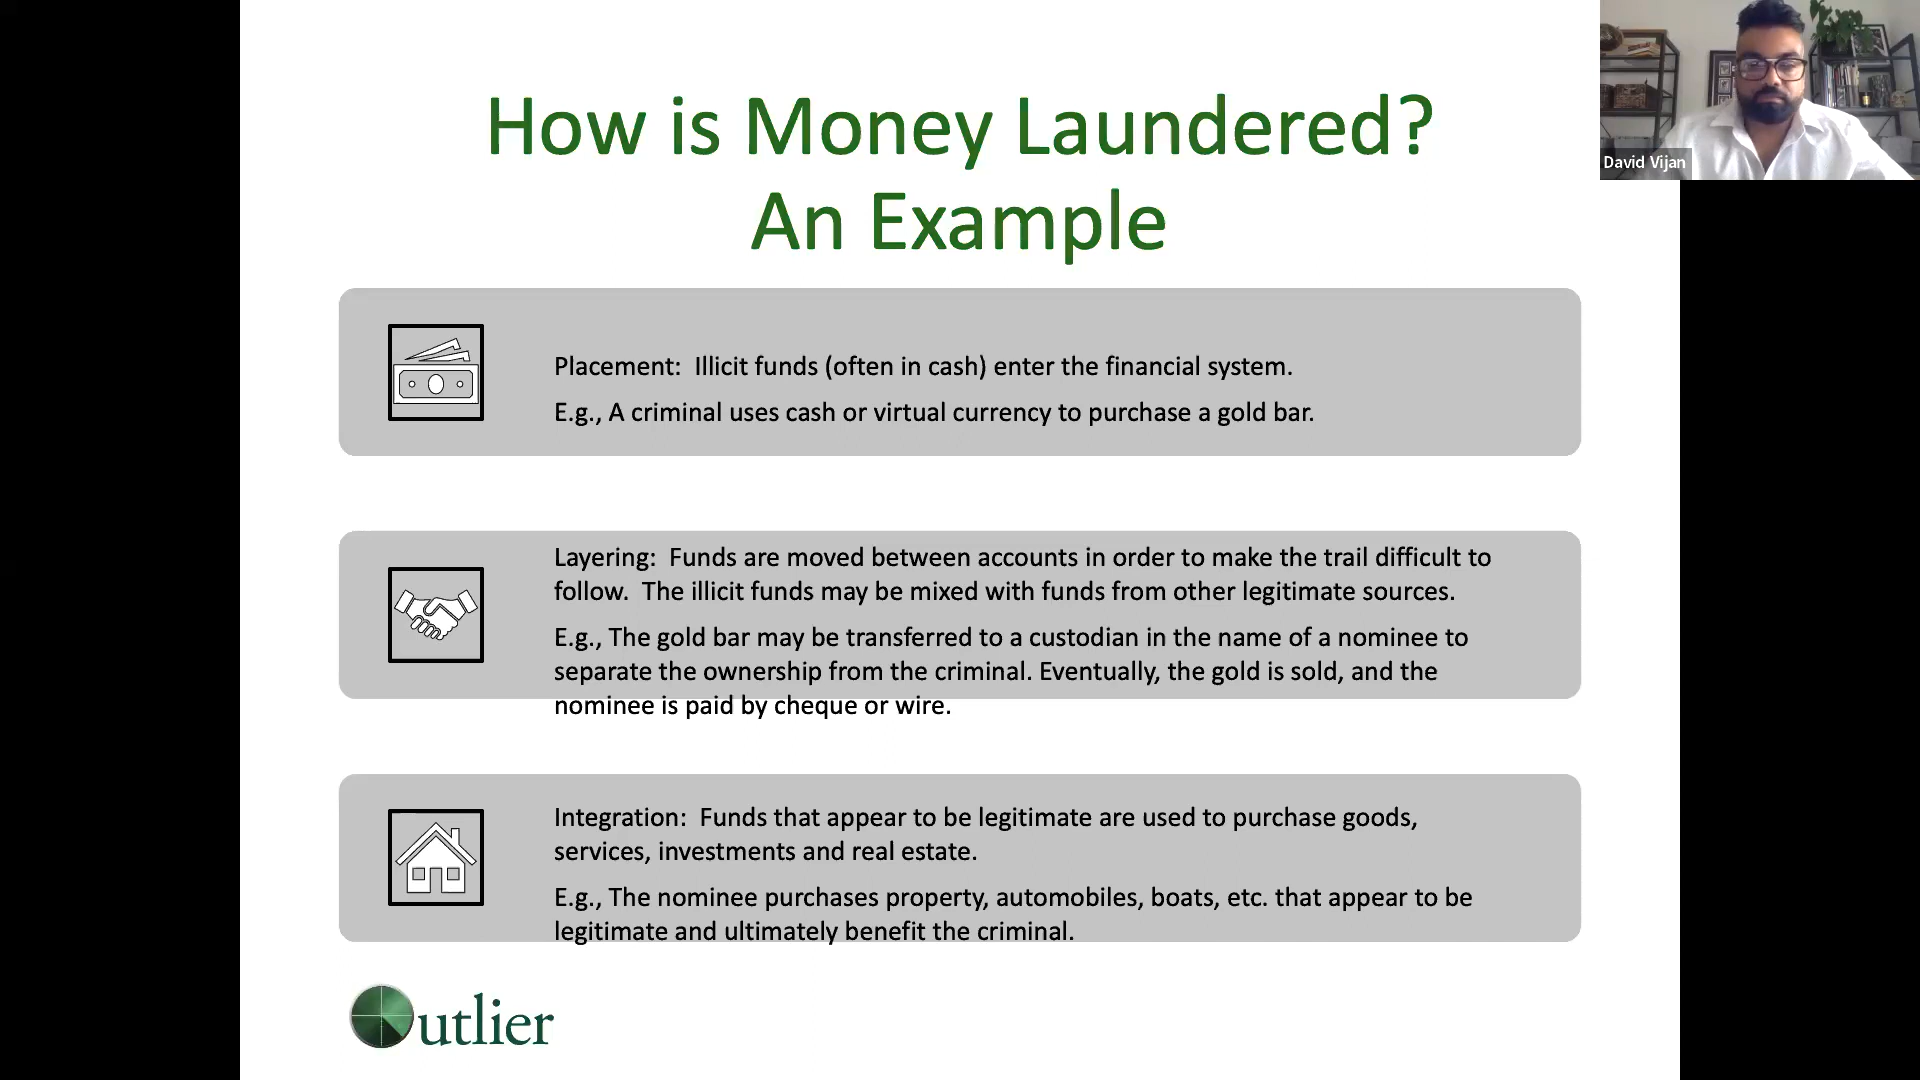 How is Money Laundered?
An Example
David Vijan
Placement:  Illicit funds (often in cash) enter the financial system.
E.g., A criminal uses cash or virtual currency to purchase a gold bar.
Layering:  Funds are moved between accounts in order to make the trail difficult to
follow.  The illicit funds may be mixed with funds from other legitimate sources.
E.g., The gold bar may be transferred to a custodian in the name of a nominee to
separate the ownership from the criminal. Eventually, the gold is sold, and the
nominee is paid by cheque or wire.
Integration:  Funds that appear to be legitimate are used to purchase goods,
services, investments and real estate.
E.g., The nominee purchases property, automobiles, boats, etc. that appear to be
legitimate and ultimately benefit the criminal.
Outlier